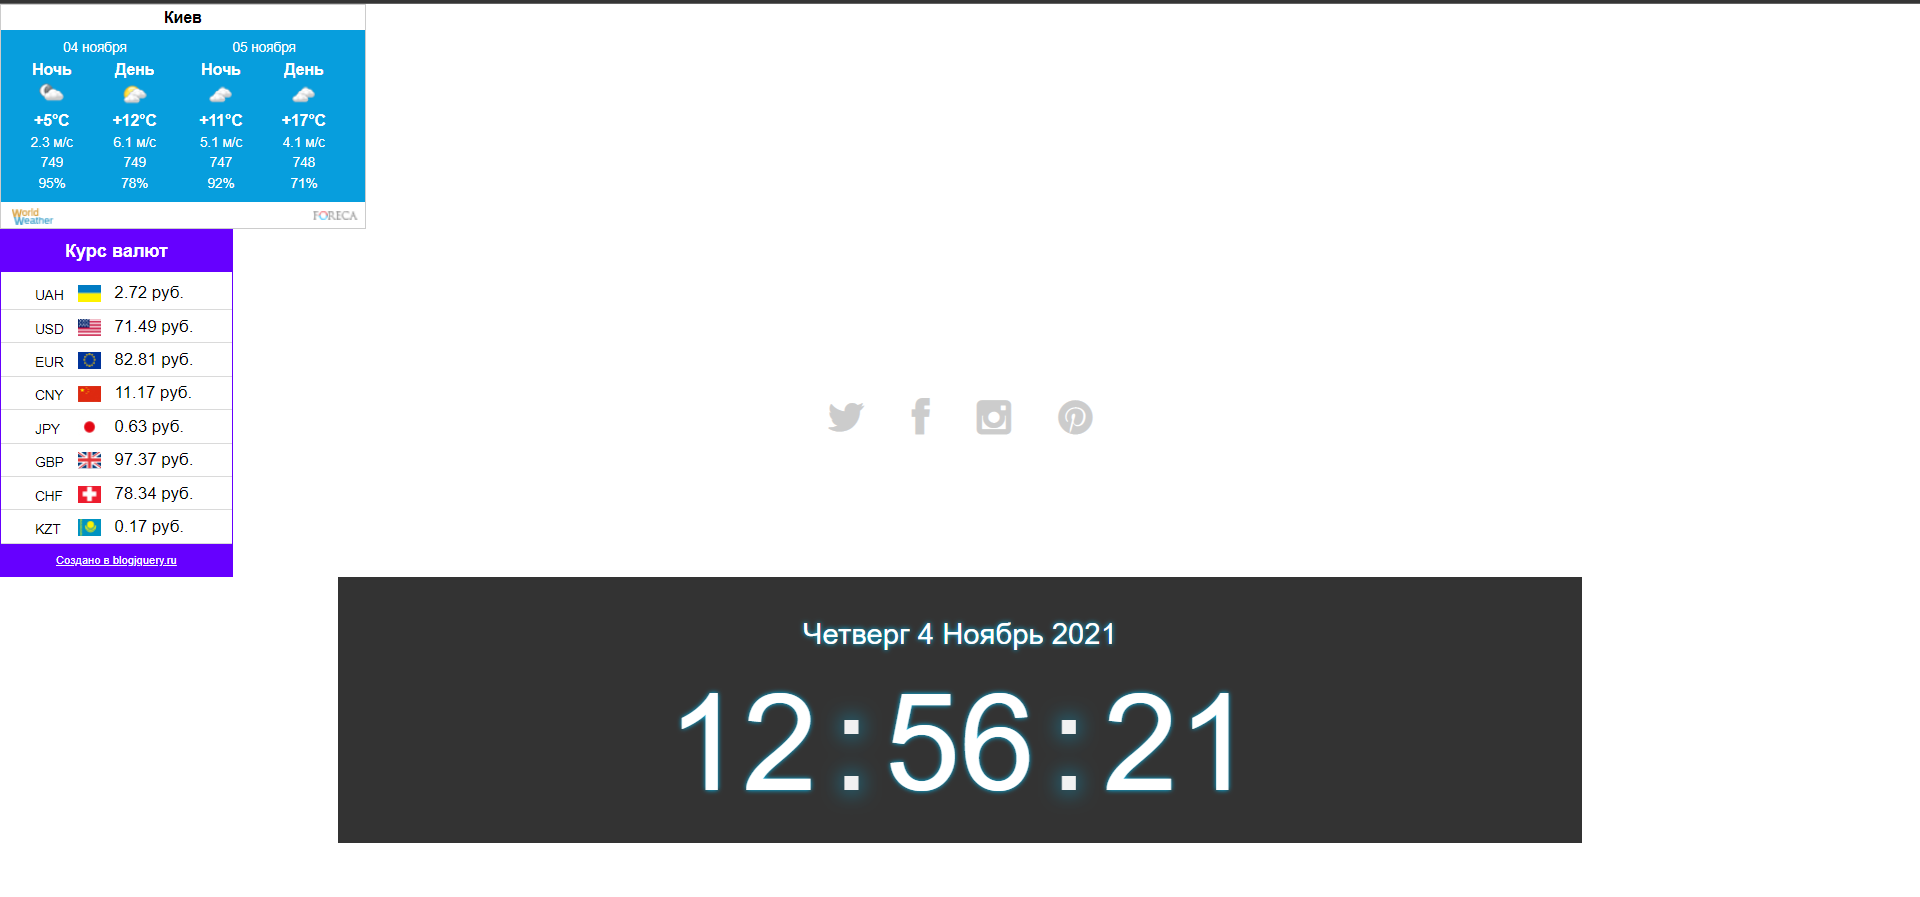 Киев
04 ноября 05 ноября
Ночь День Ночь День
+5°C +12°C +11°C +17°C
2.3 м/с 6.1 м/с 5.1 м/с 4.1 м/с
749 749 747 748
95% 78% 92% 71%
World Weather FORECA
Курс валют
UAH 2.72 руб.
USD 71.49 руб.
EUR 82.81 руб.
CNY 11.17 руб.
JPY 0.63 руб.
GBP 97.37 руб.
CHF 78.34 руб.
KZT 0.17 руб.
Создано в blogjquery.ru
Четверг 4 Ноябрь 2021
12:56:21